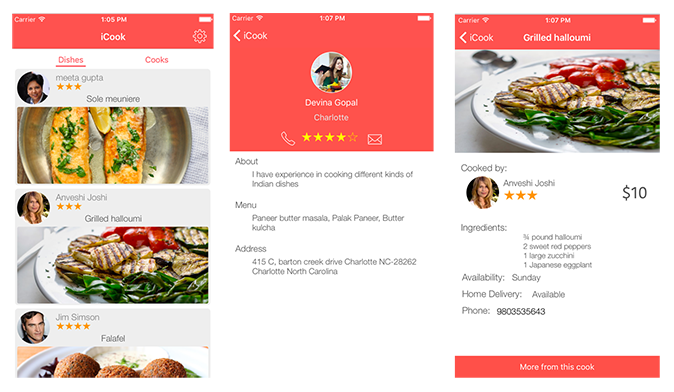 Carrier 1:05 PM
iCook
Dishes Cooks
meeta gupta
Sole meuniere
Anveshi Joshi
Grilled halloumi
Jim Simson
Falafel
Carrier 1:07 PM
iCook
Devina Gopal
Charlotte
About
I have experience in cooking different kinds of
Indian dishes
Menu
Paneer butter masala, Palak Paneer, Butter
kulcha
Address
415 C, barton creek drive Charlotte NC-28262
Charlotte North Carolina
Carrier 1:07 PM
iCook Grilled halloumi
Cooked by:
Anveshi Joshi
$10
Ingredients:
¾ pound halloumi
2 sweet red peppers
1 large zucchini
1 Japanese eggplant
Availability: Sunday
Home Delivery: Available
Phone: 9803535643
More from this cook